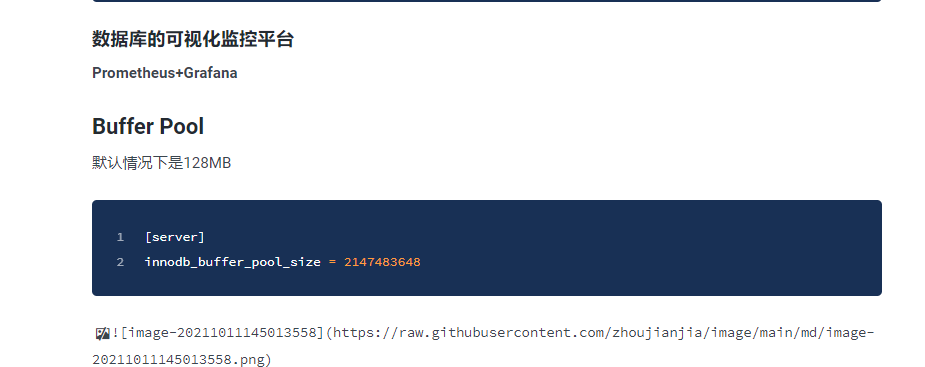 数据库的可视化监控平台
Prometheus+Grafana
Buffer Pool
默认情况下是128MB
1 [server]
2 innodb_buffer_pool_size = 2147483648
![image-20211011145013558](https://raw.githubusercontent.com/zhoujianjia/image/main/md/image-
20211011145013558.png)